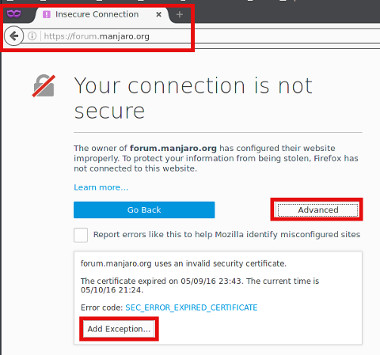 Insecure Connection
https://forum.manjaro.org
Your connection is not
secure
The owner of forum.manjaro.org has configured their website
improperly. To protect your information from being stolen, Firefox has
not connected to this website.
Learn more...
Go Back
Advanced
Report errors like this to help Mozilla identify misconfigured sites
forum.manjaro.org uses an invalid security certificate.
The certificate expired on 05/09/16 23:43. The current time is
05/10/16 21:24.
Error code: SEC_ERROR_EXPIRED_CERTIFICATE
Add Exception...